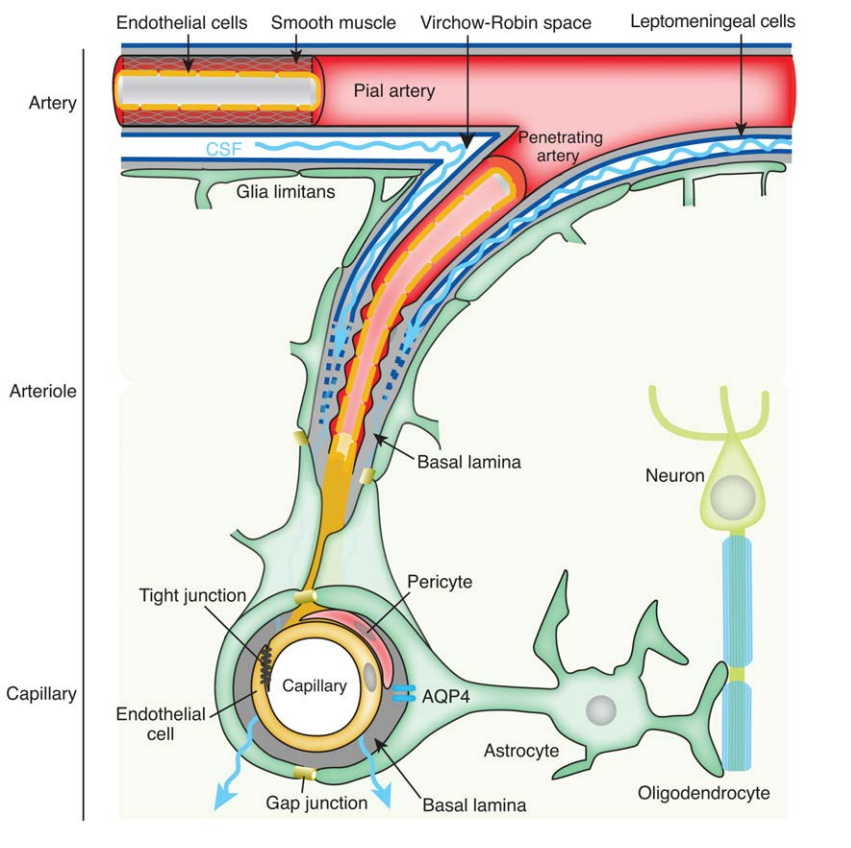 Endothelial cells
Smooth muscle
Virchow-Robin space
Leptomeningeal cells
Artery
Pial artery
CSF
Penetrating
artery
Glia limitans
Arteriole
Basal lamina
Neuron
Tight junction
Pericyte
Capillary
Capillary
AQP4
Endothelial
cell
Astrocyte
Gap junction
Basal lamina
Oligodendrocyte